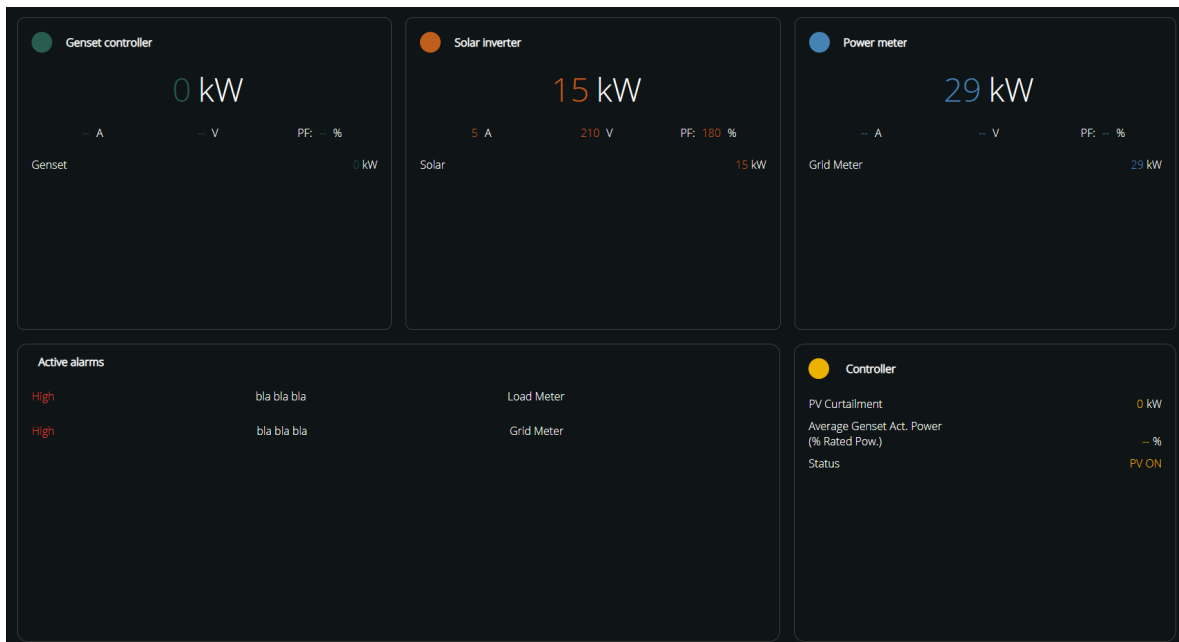 Genset controller
0 kW
-- A -- V PF: -- %
Genset 0 kW
Solar inverter
15 kW
5 A 210 V PF: 180 %
Solar 15 kW
Power meter
29 kW
-- A -- V PF: -- %
Grid Meter 29 kW
Active alarms
High bla bla bla Load Meter
High bla bla bla Grid Meter
Controller
PV Curtailment 0 kW
Average Genset Act. Power
(% Rated Pow.) -- %
Status PV ON